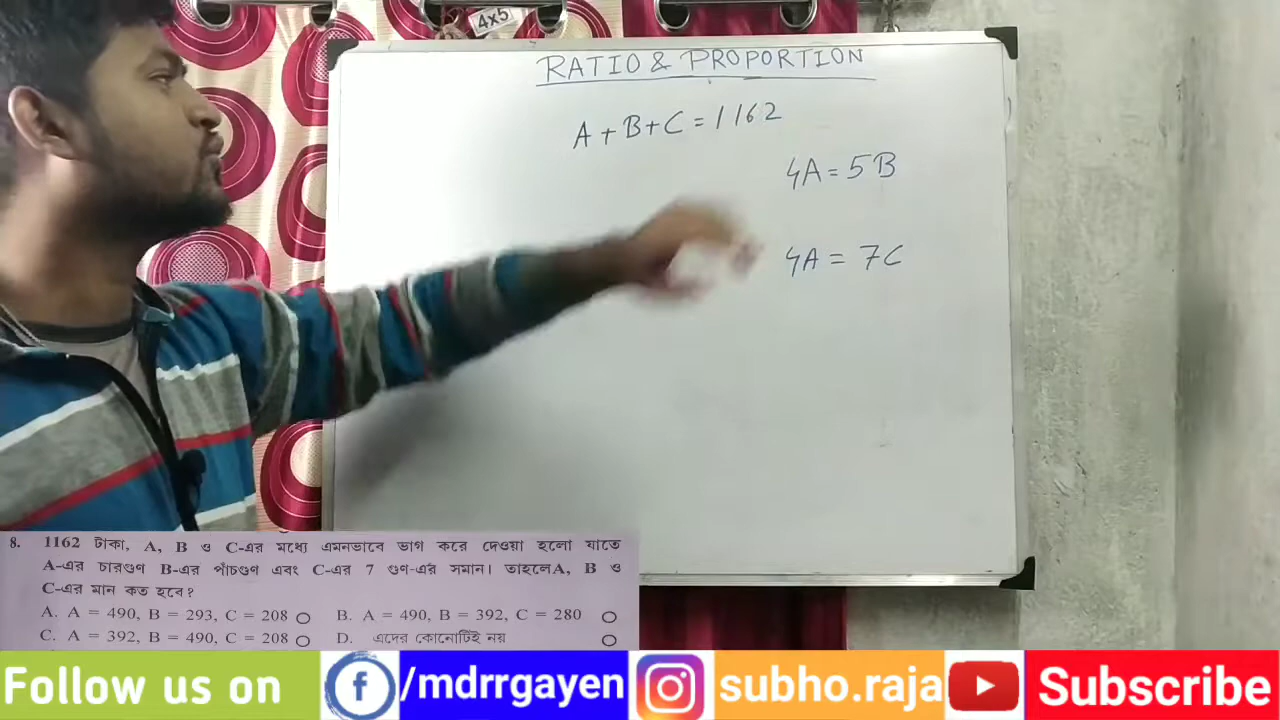 4x5
RATIO & PROPORTION
A+B+C=1162
4A=5B
4A=7C
8. 1162 টাকা, A, B ও C-এর মধ্যে এমনভাবে ভাগ করে দেওয়া হলো যাতে
A-এর চারগুণ B-এর পাঁচগুণ এবং C-এর 7 গুণ-এর সমান। তাহলেA, B ও
C-এর মান কত হবে?
A. A = 490, B = 293, C = 208 B. A = 490, B = 392, C = 280
C. A = 392, B = 490, C = 208 D. এদের কোনোটিই নয়
Follow us on f /mdrrgayen subho.raja Subscribe